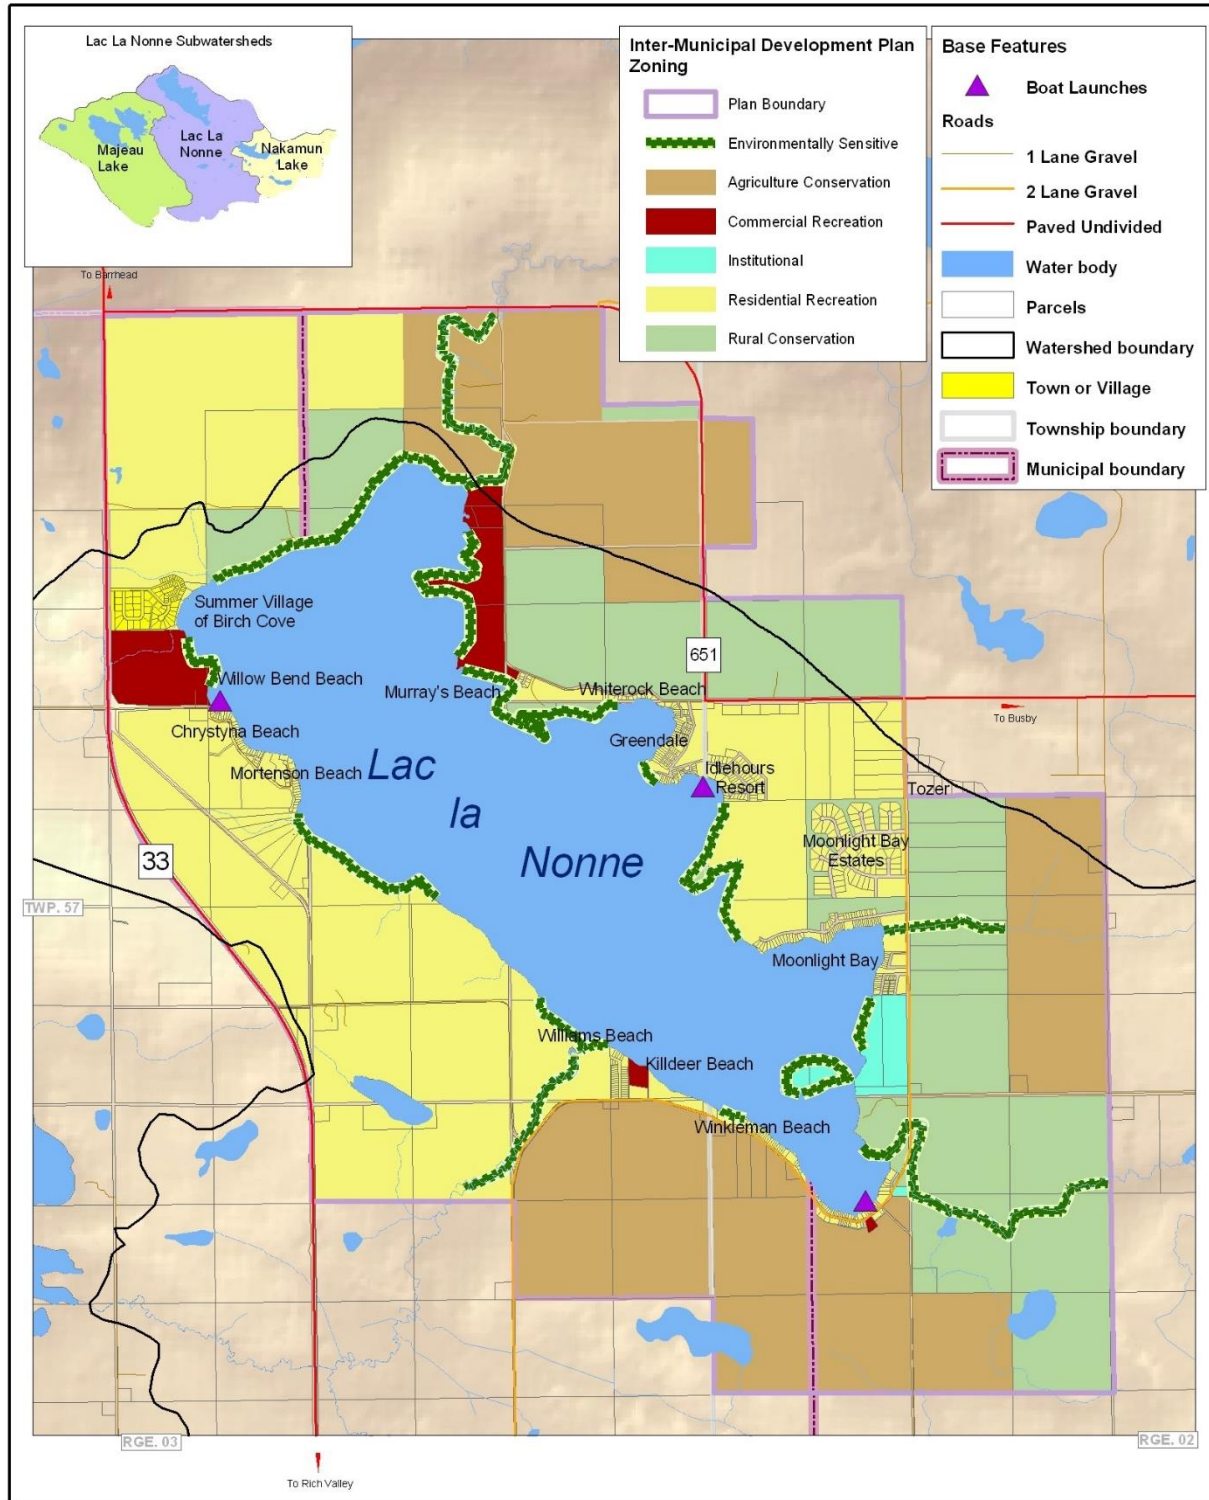 Lac La Nonne Subwatersheds
Majeau
Lake
Lac La
Nonne
Nakamun
Lake
Inter-Municipal Development Plan
Zoning
Plan Boundary
Environmentally Sensitive
Agriculture Conservation
Commercial Recreation
Institutional
Residential Recreation
Rural Conservation
Base Features
Boat Launches
Roads
1 Lane Gravel
2 Lane Gravel
Paved Undivided
Water body
Parcels
Watershed boundary
Town or Village
Township boundary
Municipal boundary
To Barrhead
Summer Village
of Birch Cove
Willow Bend Beach
Murray's Beach
Whiterock Beach
651
To Busby
Chrystyna Beach
Greendale
Mortenson Beach
Idlehours
Resort
Tozer
Lac
la
Nonne
33
Moonlight Bay
Estates
TWP. 57
Moonlight Bay
Williams Beach
Killdeer Beach
Winkleman Beach
RGE. 03
RGE. 02
To Rich Valley